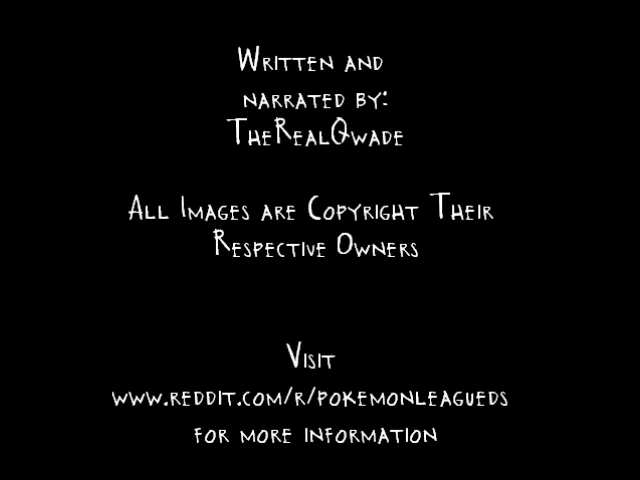 Written and
narrated by:
TheRealQwade
All Images are Copyright Their
Respective Owners
Visit
www.reddit.com/r/pokemonleagueds
for more information